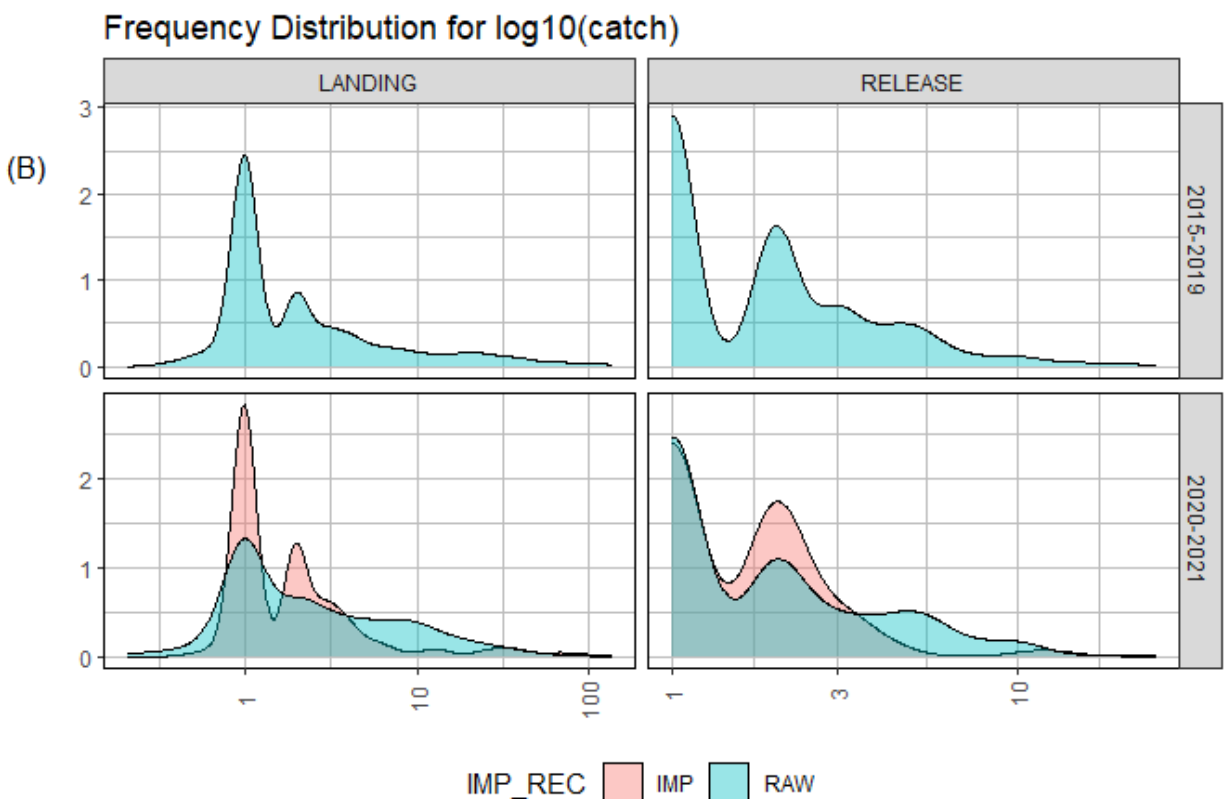 Frequency Distribution for log10(catch)
LANDING
RELEASE
(B)
3
2
1
0
2015-2019
2
1
0
2020-2021
1
10
100
1
3
10
IMP_REC
IMP
RAW